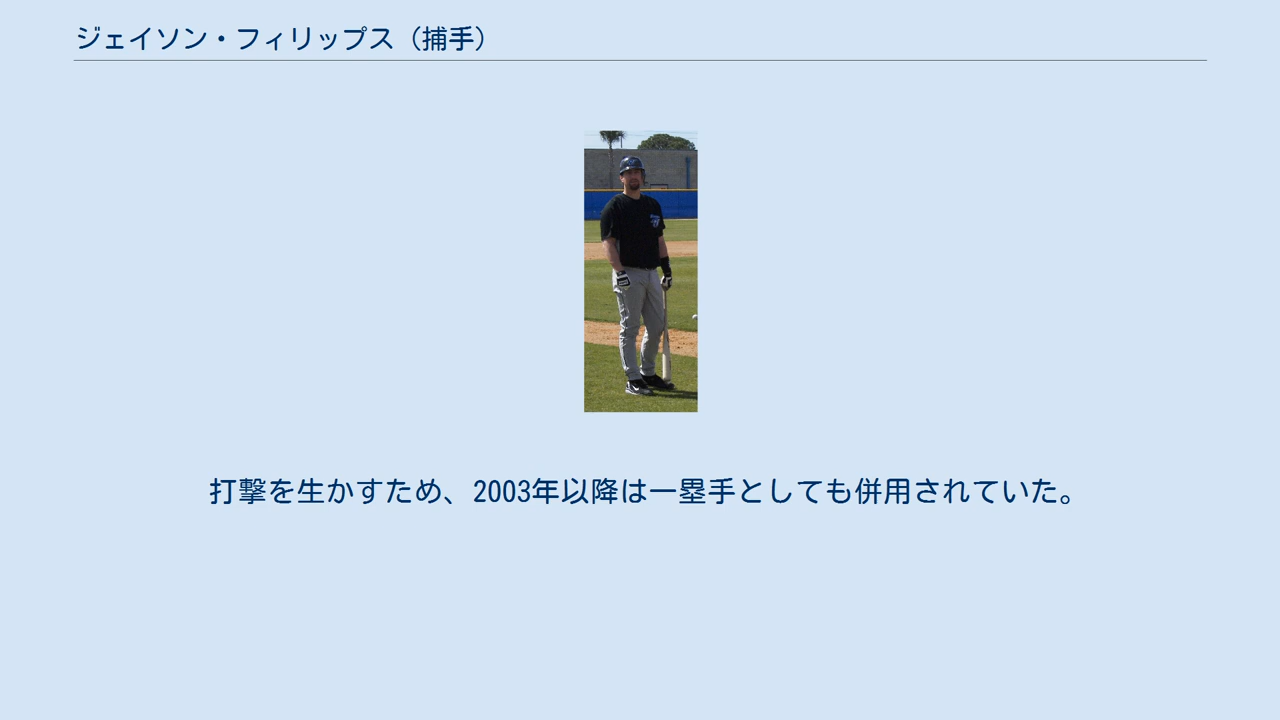 ジェイソン・フィリップス（捕手）
打撃を生かすため、2003年以降は一塁手としても併用されていた。